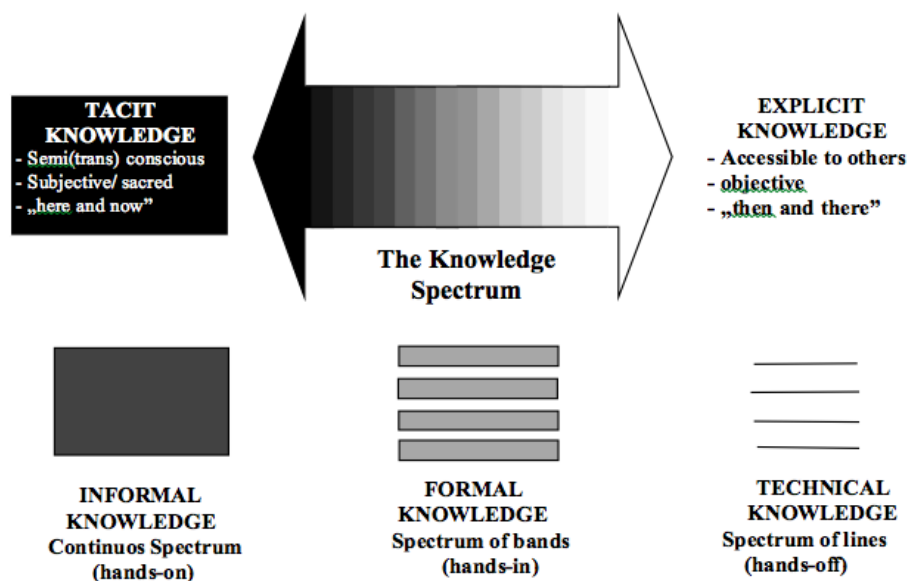 TACIT
KNOWLEDGE
- Semi(trans) conscious
- Subjective/ sacred
- „here and now”
EXPLICIT
KNOWLEDGE
- Accessible to others
- objective
- „then and there”
The Knowledge
Spectrum
INFORMAL
KNOWLEDGE
Continuos Spectrum
(hands-on)
FORMAL
KNOWLEDGE
Spectrum of bands
(hands-in)
TECHNICAL
KNOWLEDGE
Spectrum of lines
(hands-off)